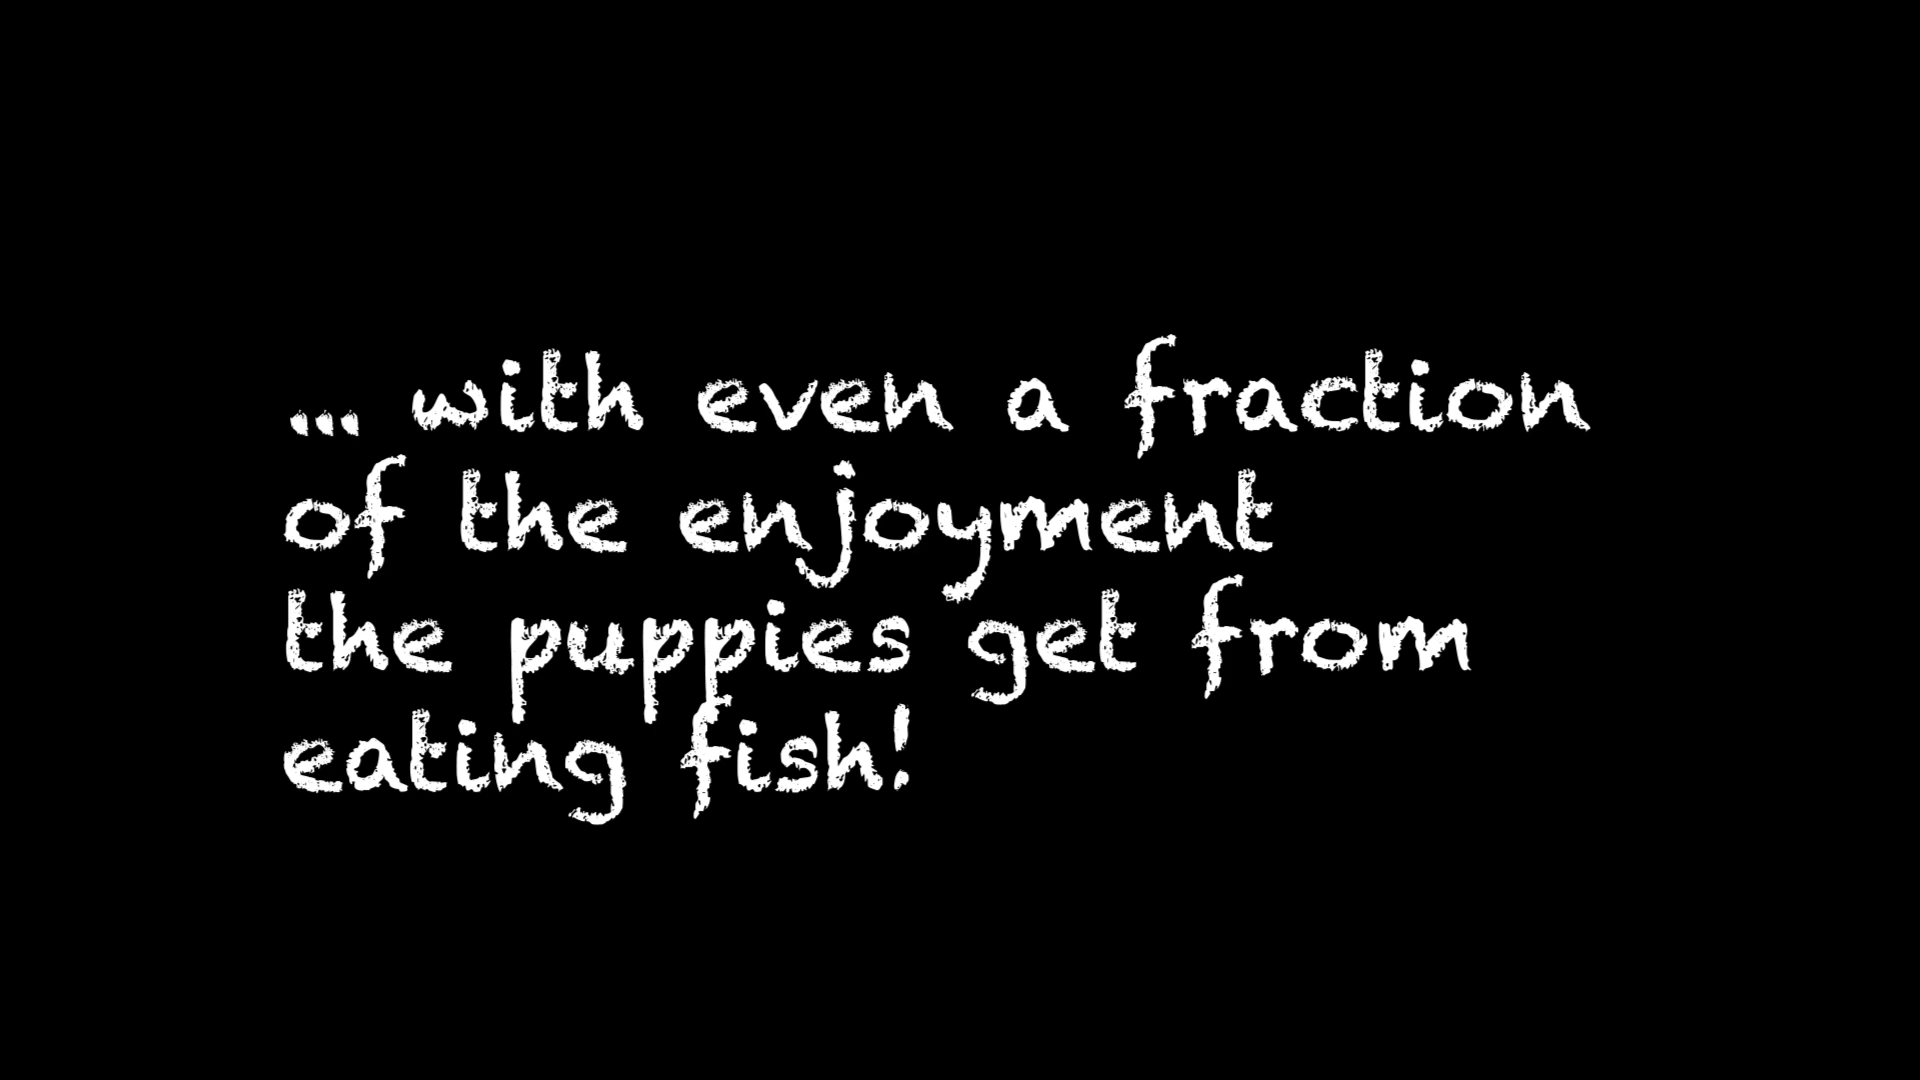 ... with even a fraction
of the enjoyment
the puppies get from
eating fish!